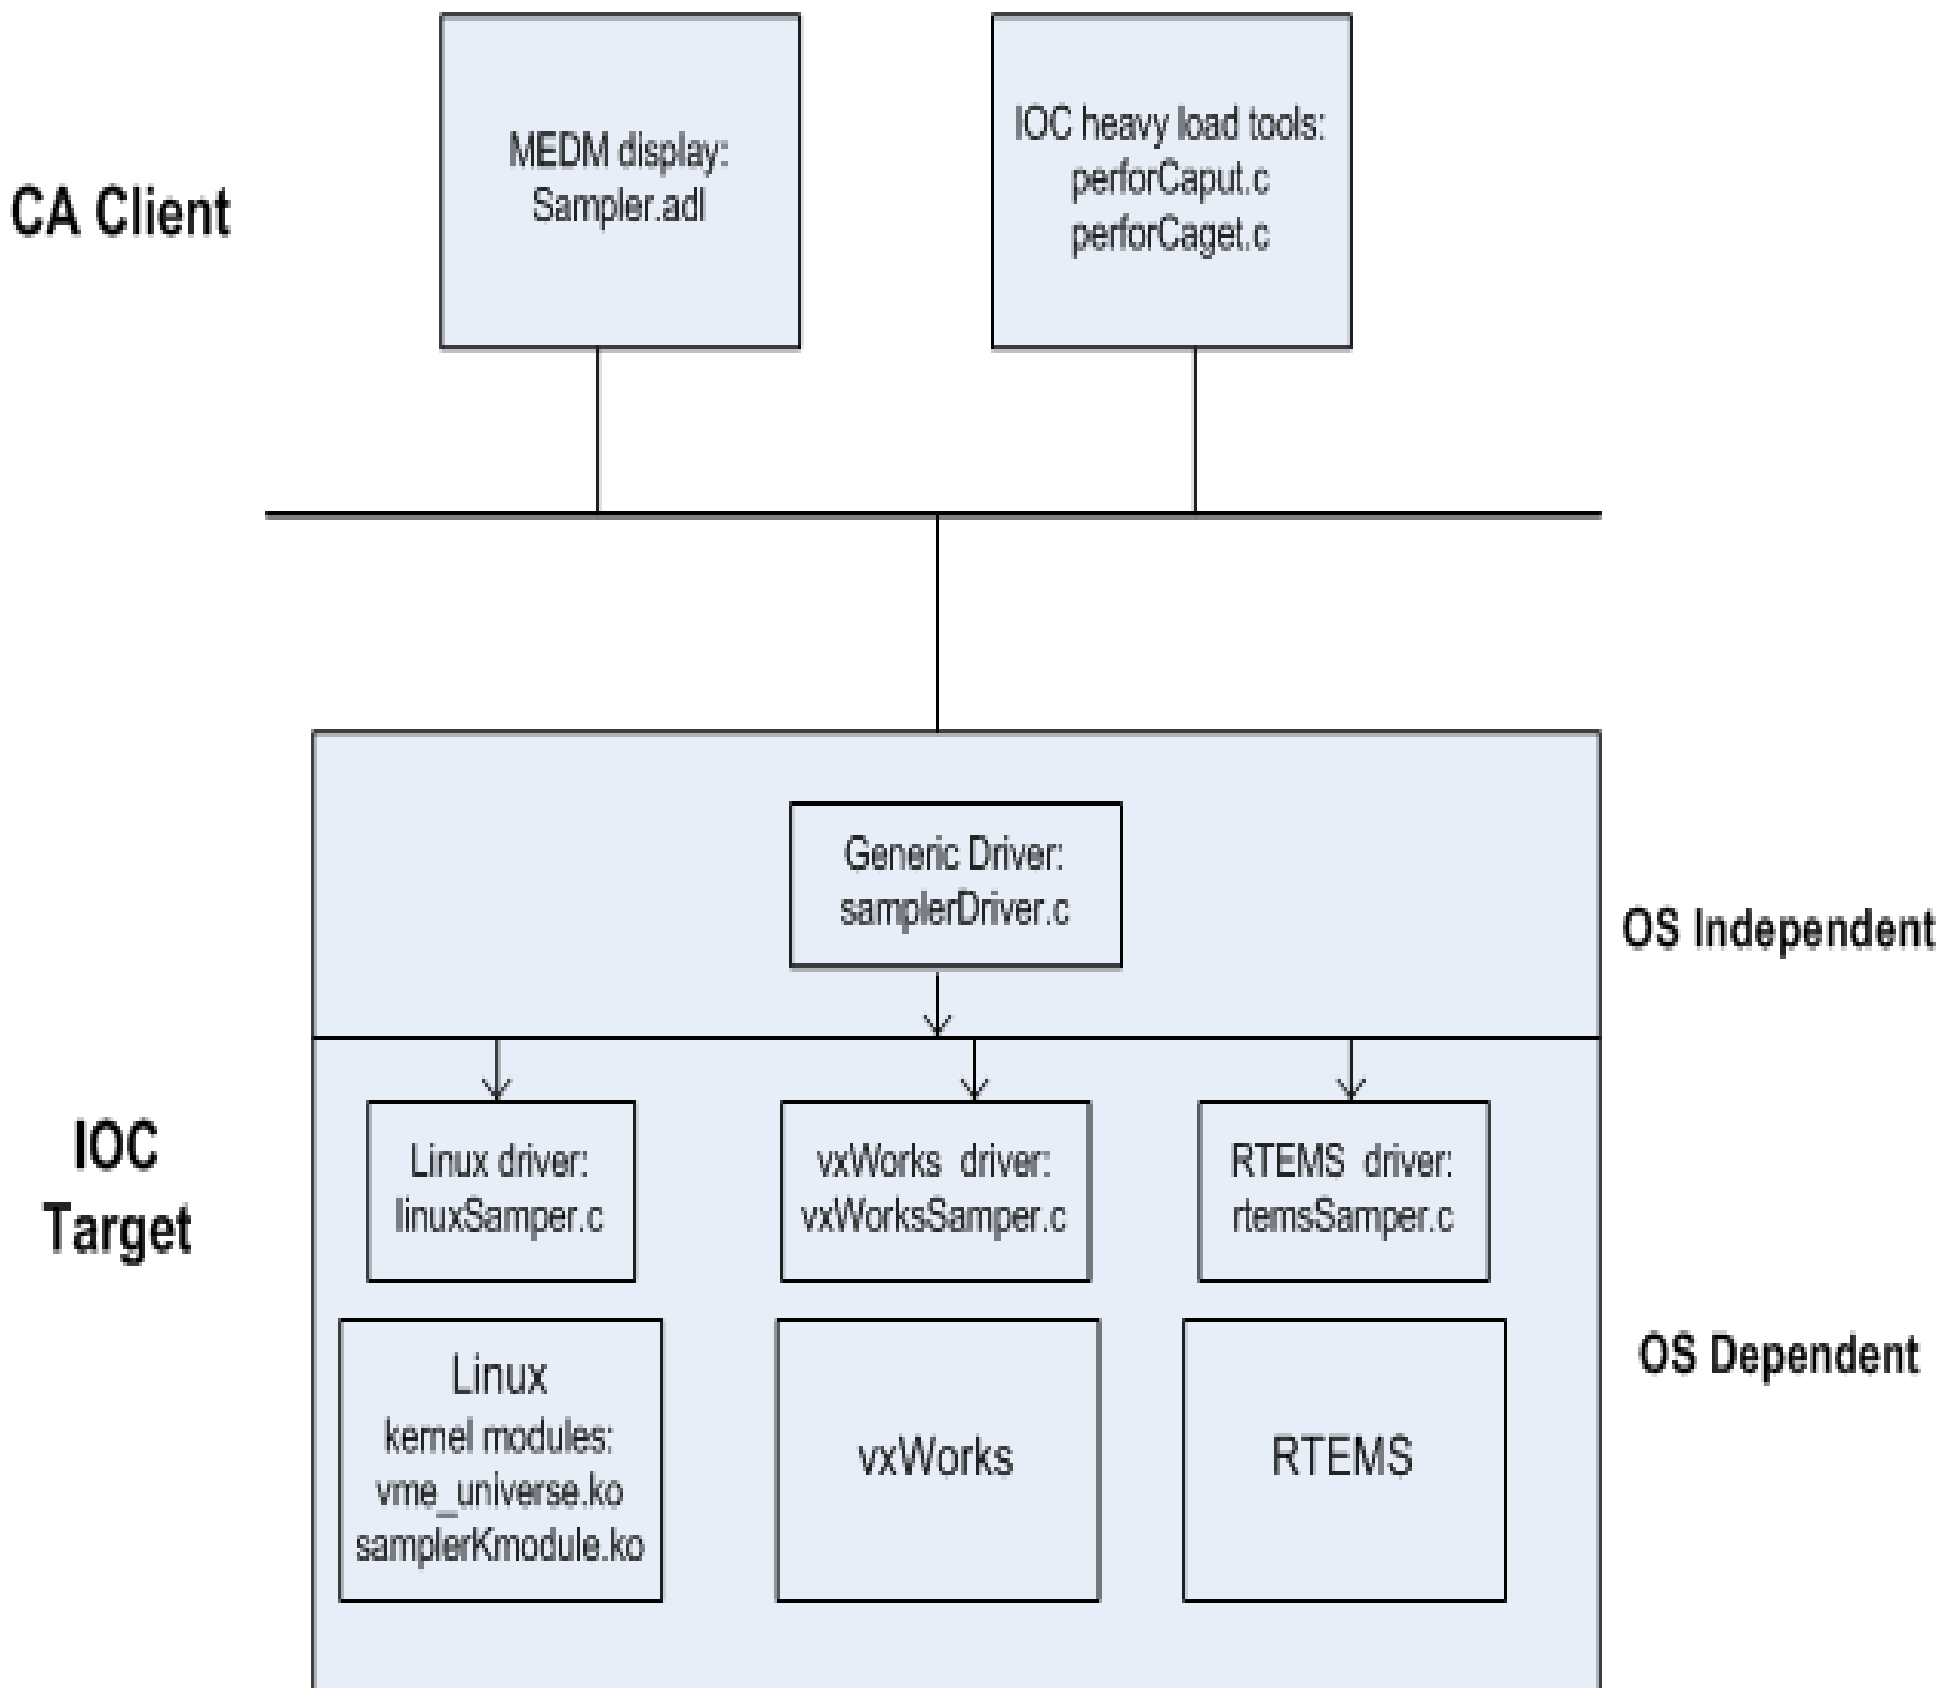 CA Client
MEDM display:
Sampler.adl
IOC heavy load tools:
perforCaput.c
perforCaget.c
Generic Driver:
samplerDriver.c
OS Independent
IOC
Target
Linux driver:
linuxSamper.c
vxWorks driver:
vxWorksSamper.c
RTEMS driver:
rtemsSamper.c
Linux
kernel modules:
vme_universe.ko
samplerKmodule.ko
vxWorks
RTEMS
OS Dependent